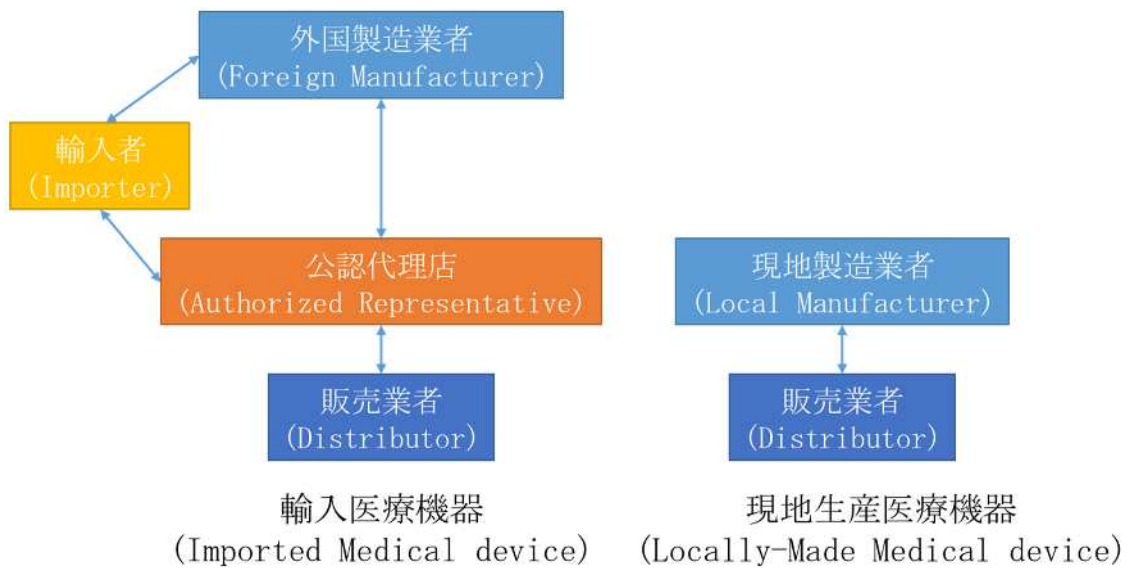 外国製造業者
(Foreign Manufacturer)
輸入者
(Importer)
公認代理店
(Authorized Representative)
現地製造業者
(Local Manufacturer)
販売業者
(Distributor)
販売業者
(Distributor)
輸入医療機器
(Imported Medical device)
現地生産医療機器
(Locally-Made Medical device)